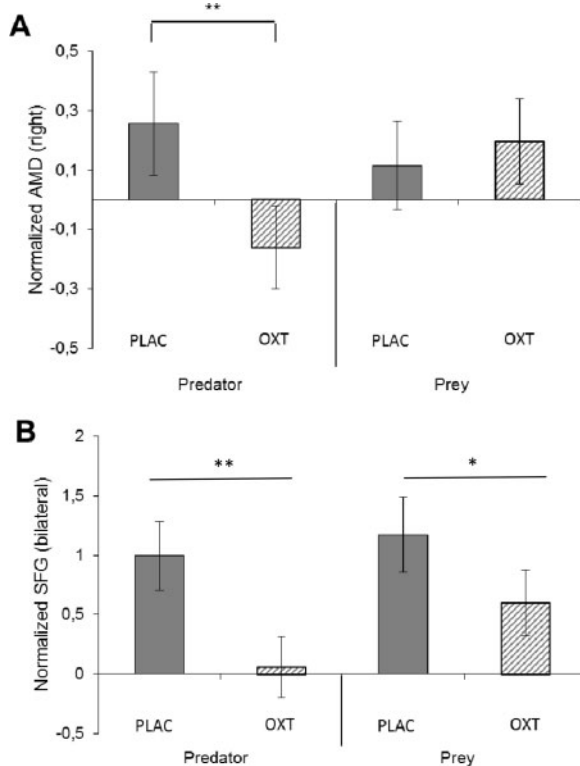 A
**
0,5
0,3
0,1
-0,1
-0,3
-0,5
Normalized AMD (right)
PLAC OXT PLAC OXT
Predator Prey
B
2
1,5
1
0,5
0
-0,5
** *
Normalized SFG (bilateral)
PLAC OXT PLAC OXT
Predator Prey